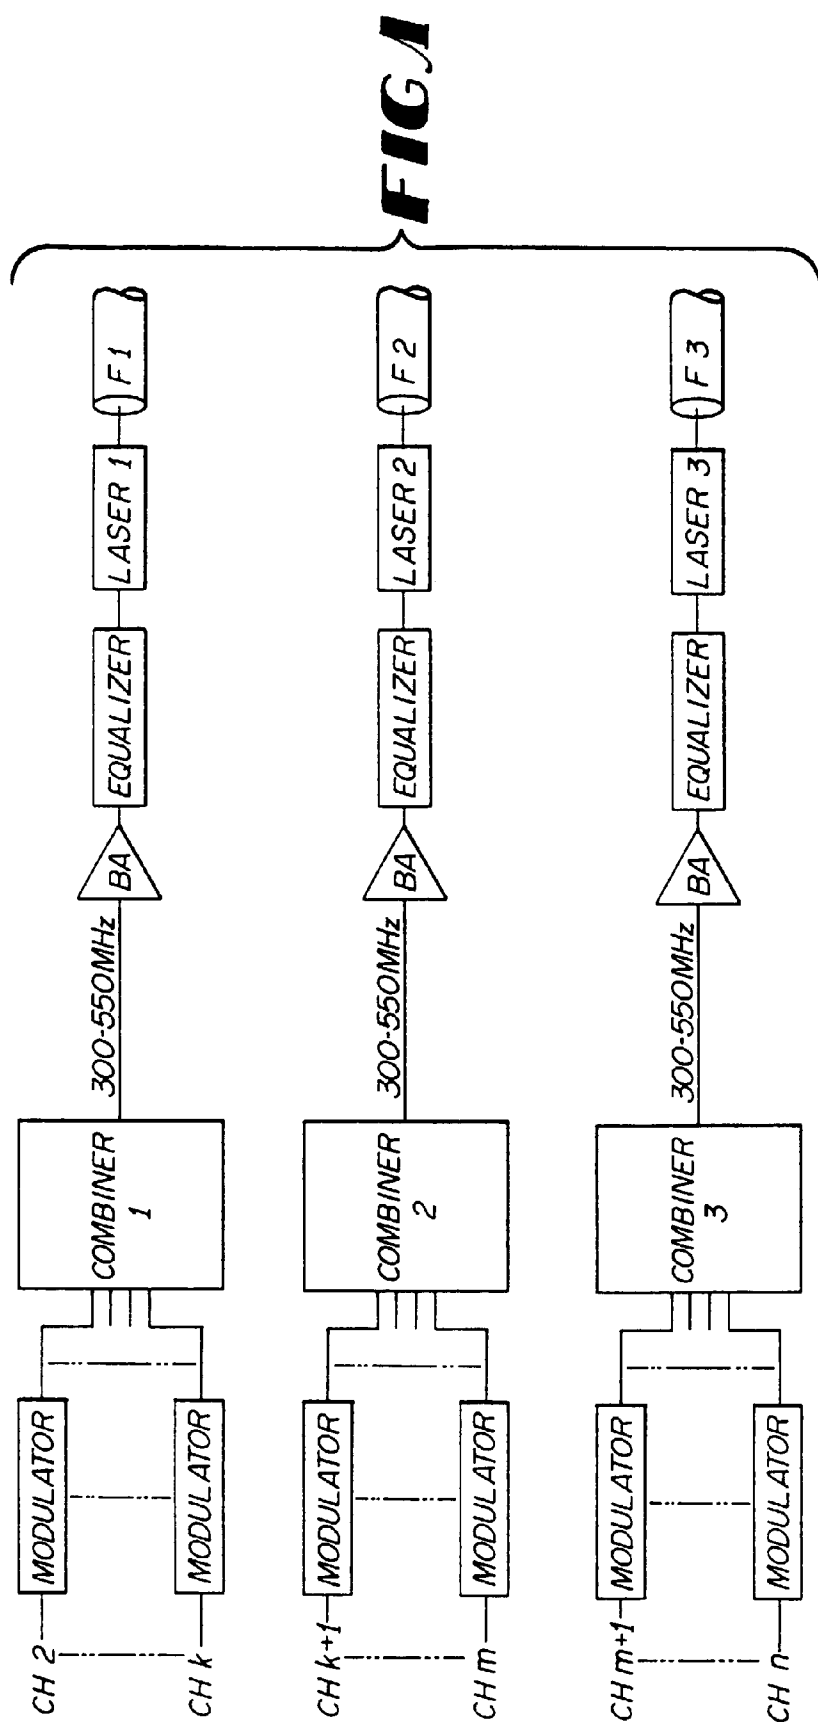 CH 2
MODULATOR
CH k
MODULATOR
COMBINER
1
300-550MHz
BA
EQUALIZER
LASER 1
F1
CH k+1
MODULATOR
CH m
MODULATOR
COMBINER
2
300-550MHz
BA
EQUALIZER
LASER 2
F2
CH m+1
MODULATOR
CH n
MODULATOR
COMBINER
3
300-550MHz
BA
EQUALIZER
LASER 3
F3
FIG.1